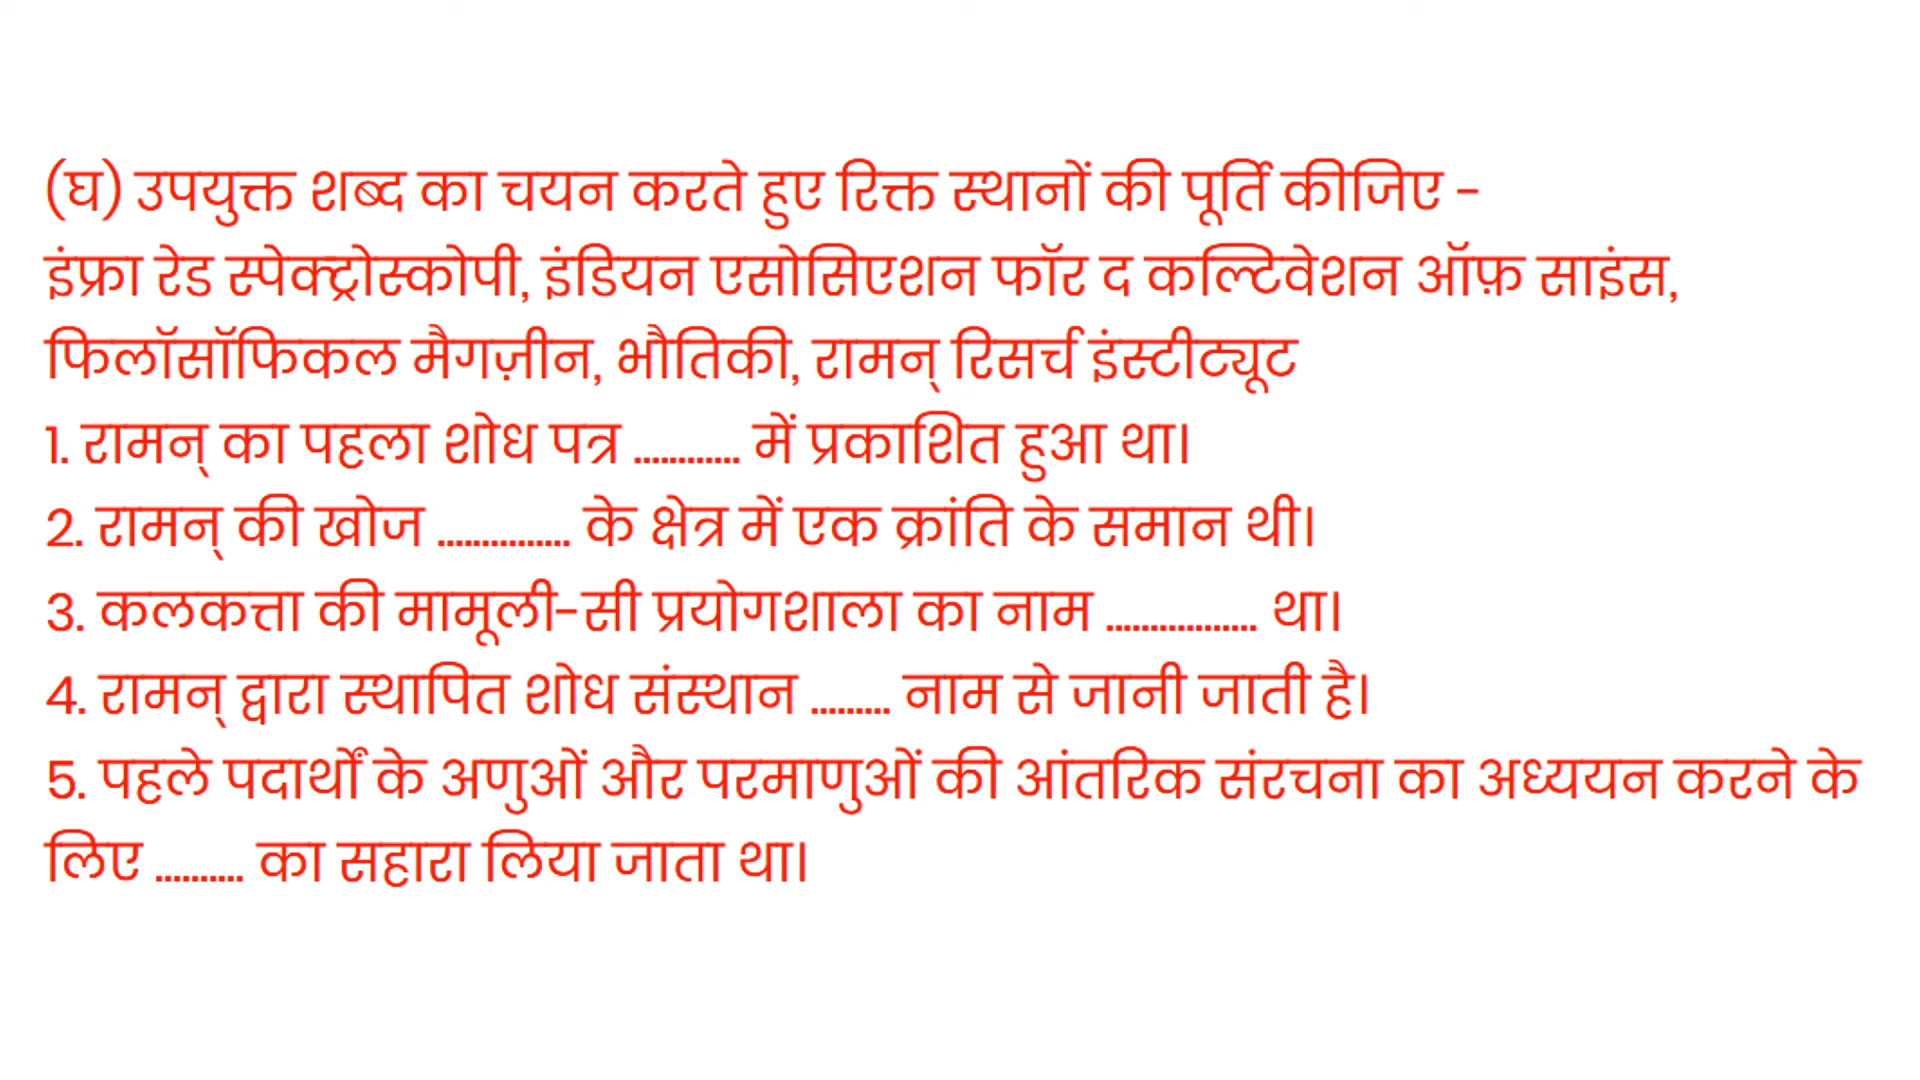 (घ) उपयुक्त शब्द का चयन करते हुए रिक्त स्थानों की पूर्ति कीजिए -
इंफ्रा रेड स्पेक्ट्रोस्कोपी, इंडियन एसोसिएशन फॉर द कल्टिवेशन ऑफ़ साइंस,
फिलॉसॉफिकल मैगज़ीन, भौतिकी, रामन् रिसर्च इंस्टीट्यूट
1. रामन् का पहला शोध पत्र ............ में प्रकाशित हुआ था।
2. रामन् की खोज ............... के क्षेत्र में एक क्रांति के समान थी।
3. कलकत्ता की मामूली-सी प्रयोगशाला का नाम ................. था।
4. रामन् द्वारा स्थापित शोध संस्थान ......... नाम से जानी जाती है।
5. पहले पदार्थों के अणुओं और परमाणुओं की आंतरिक संरचना का अध्ययन करने के
लिए .......... का सहारा लिया जाता था।